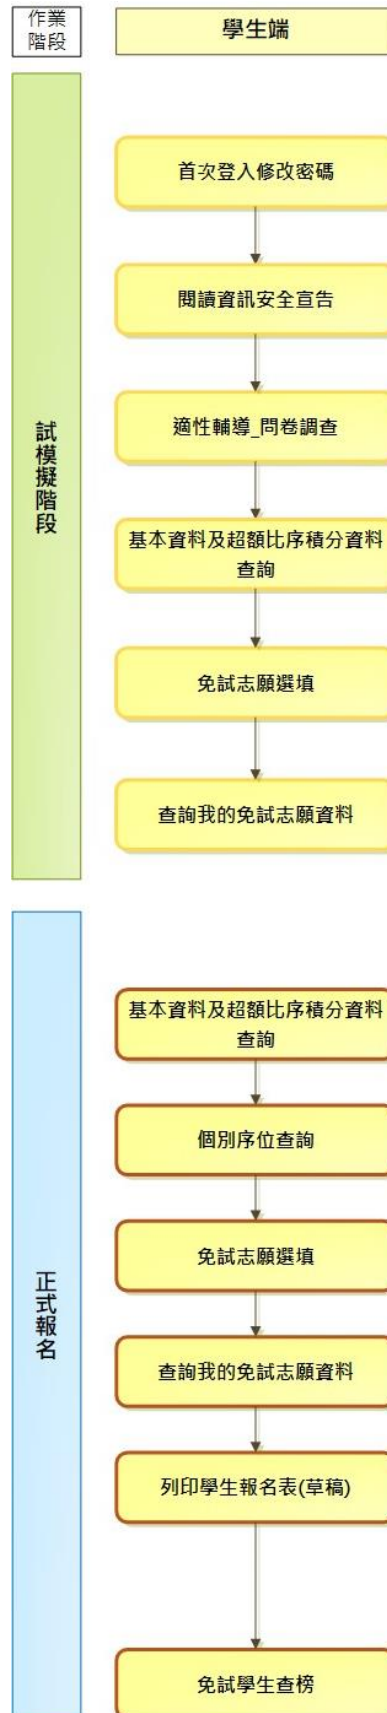 作業
階段
學生端
試模擬階段
首次登入修改密碼
閱讀資訊安全宣告
適性輔導_問卷調查
基本資料及超額比序積分資料
查詢
免試志願選填
查詢我的免試志願資料
正式報名
基本資料及超額比序積分資料
查詢
個別序位查詢
免試志願選填
查詢我的免試志願資料
列印學生報名表(草稿)
免試學生查榜